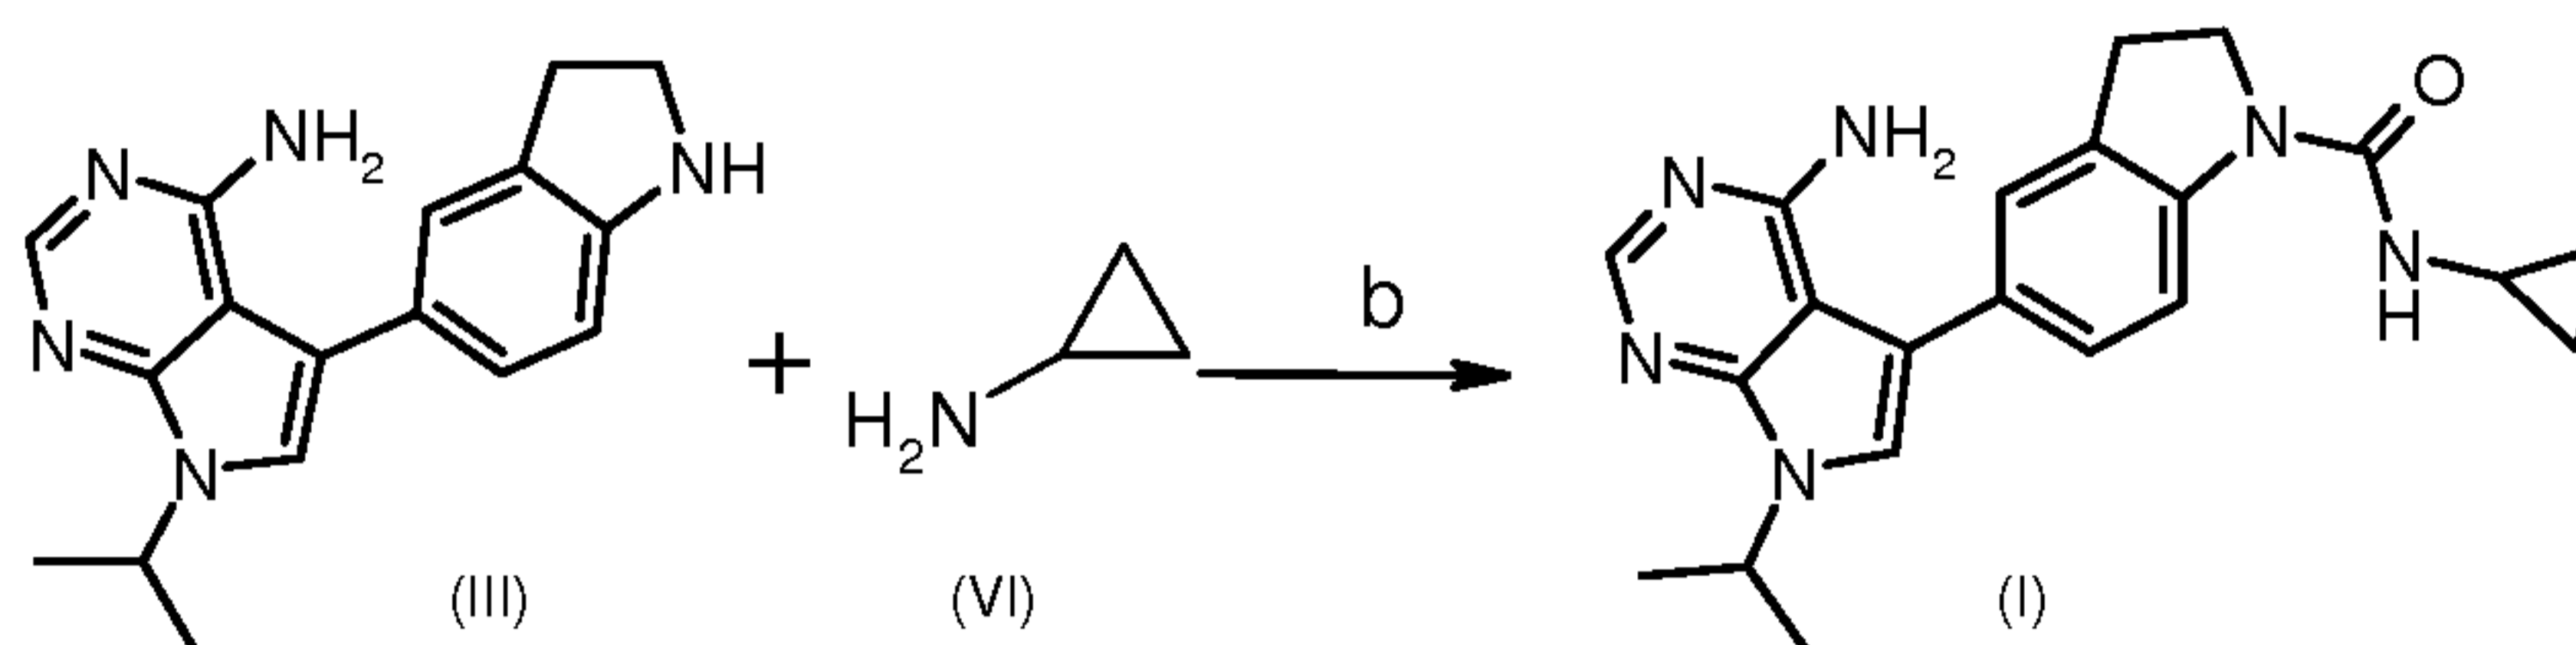 N NH₂ NH N N
+
H₂N
b
N NH₂ N O N N N H
(III) (VI) (I)